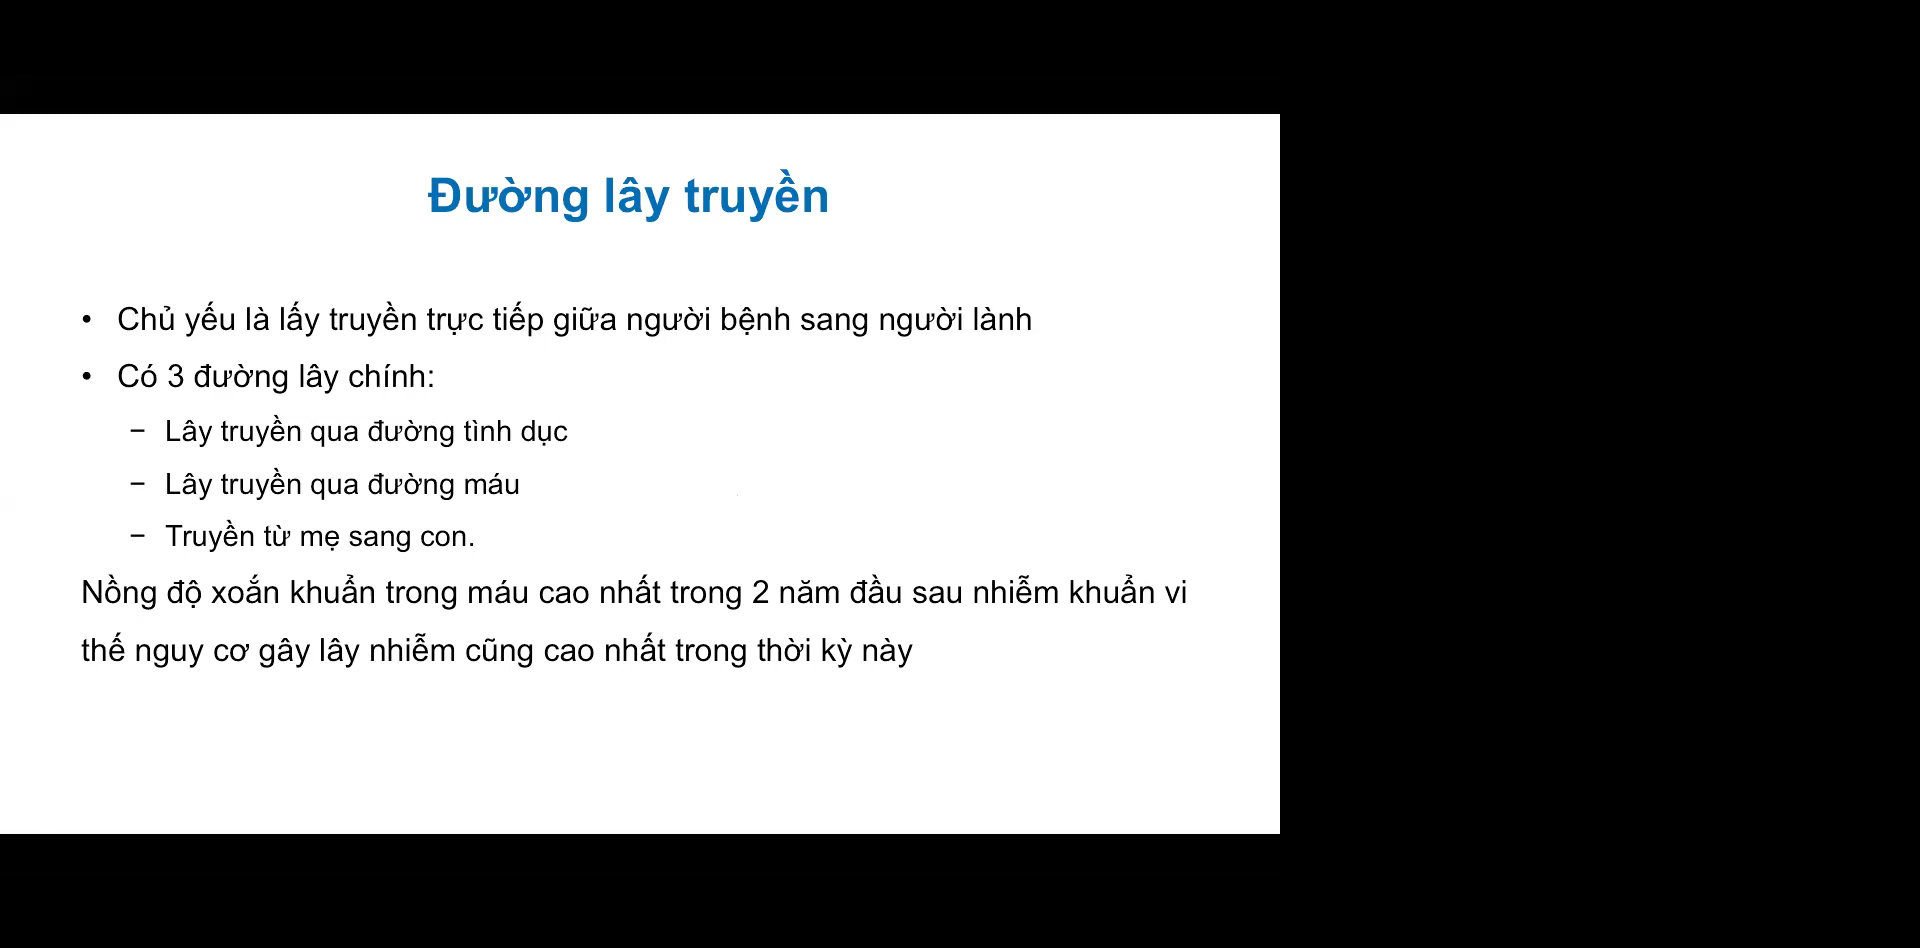 Đường lây truyền
• Chủ yếu là lấy truyền trực tiếp giữa người bệnh sang người lành
• Có 3 đường lây chính:
− Lây truyền qua đường tình dục
− Lây truyền qua đường máu
− Truyền từ mẹ sang con.
Nồng độ xoắn khuẩn trong máu cao nhất trong 2 năm đầu sau nhiễm khuẩn vi
thế nguy cơ gây lây nhiễm cũng cao nhất trong thời kỳ này